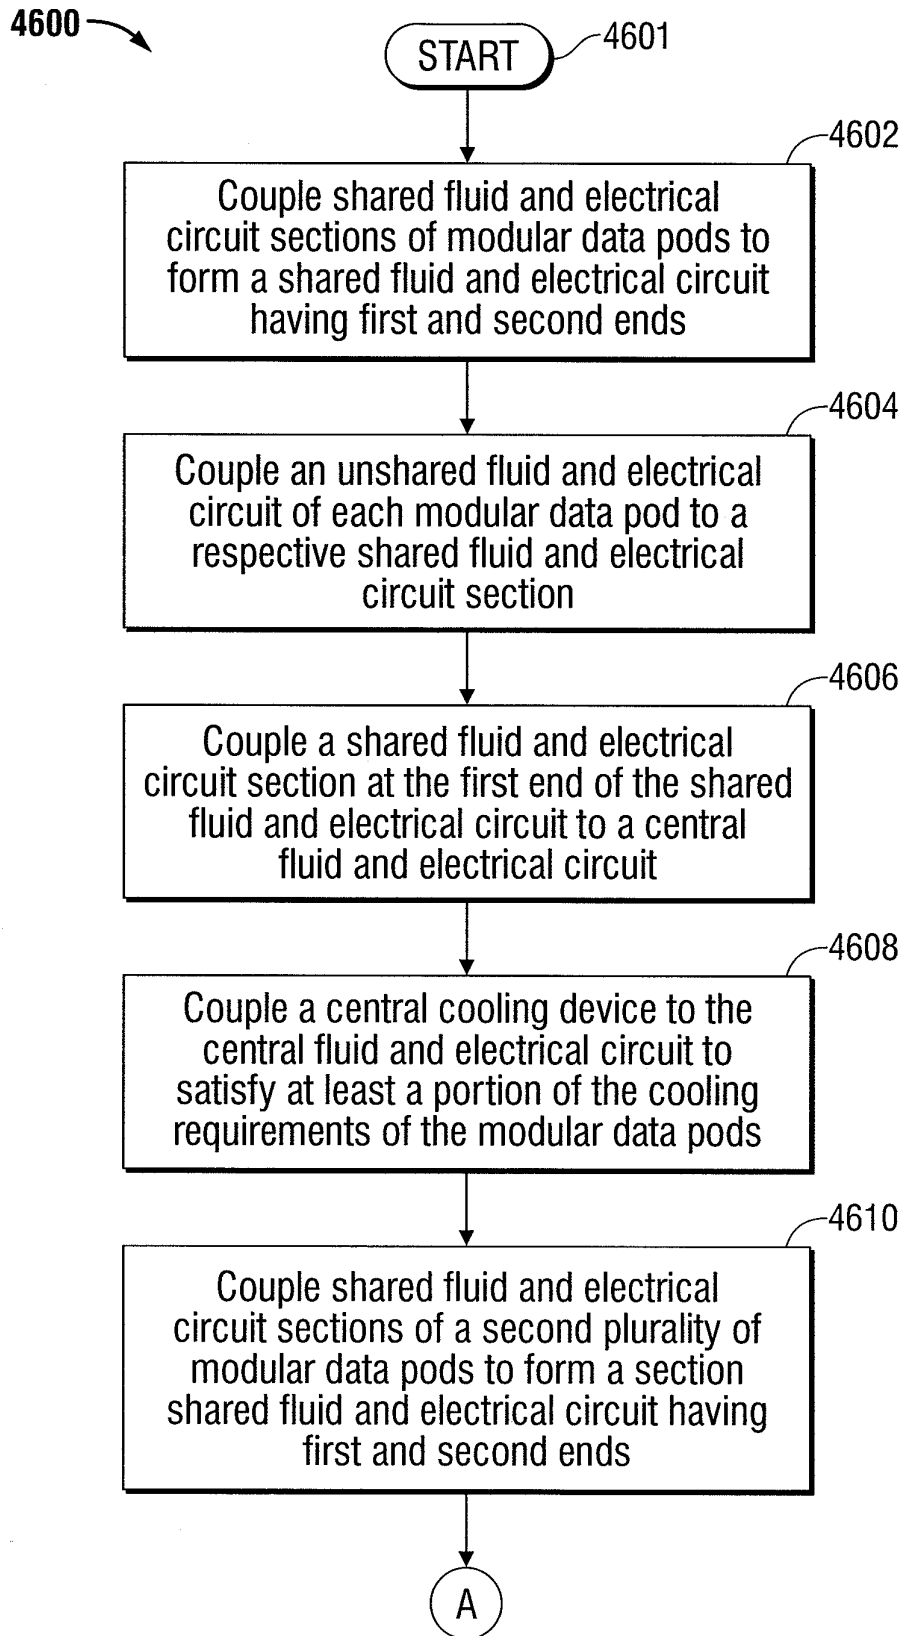 4600
START
4601
4602
Couple shared fluid and electrical
circuit sections of modular data pods to
form a shared fluid and electrical circuit
having first and second ends
4604
Couple an unshared fluid and electrical
circuit of each modular data pod to a
respective shared fluid and electrical
circuit section
4606
Couple a shared fluid and electrical
circuit section at the first end of the shared
fluid and electrical circuit to a central
fluid and electrical circuit
4608
Couple a central cooling device to the
central fluid and electrical circuit to
satisfy at least a portion of the cooling
requirements of the modular data pods
4610
Couple shared fluid and electrical
circuit sections of a second plurality of
modular data pods to form a section
shared fluid and electrical circuit having
first and second ends
A